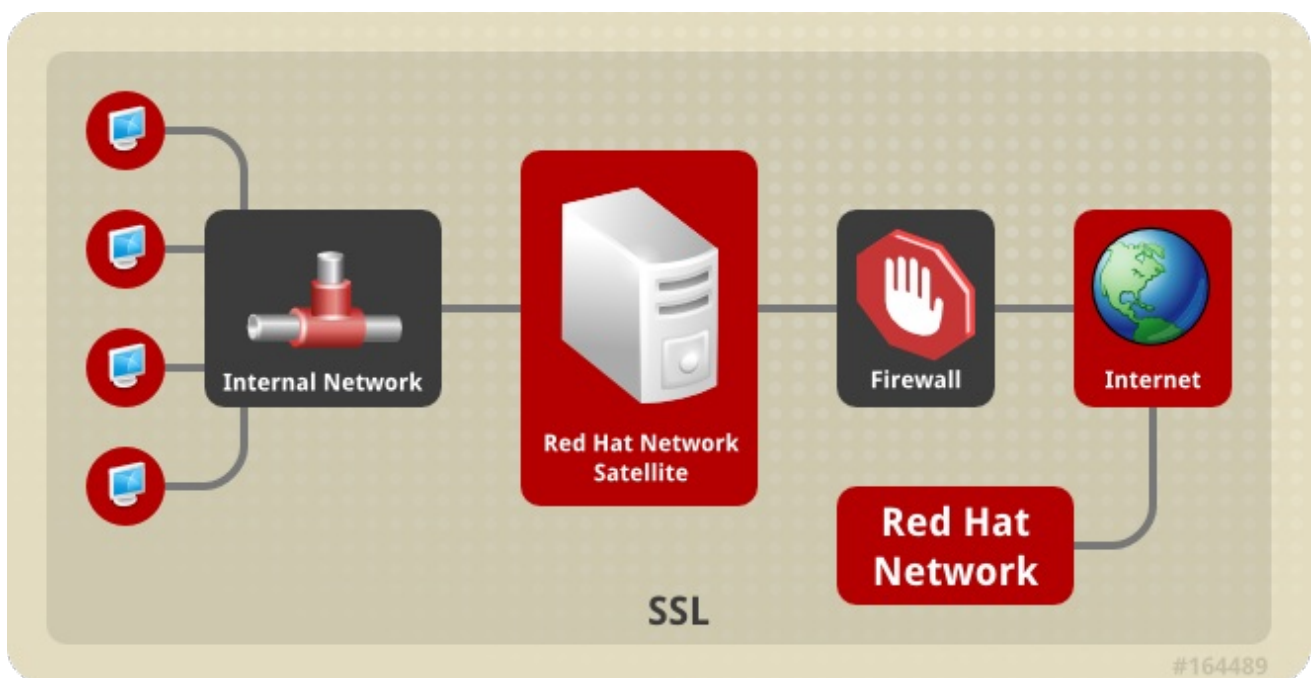 Internal Network
Red Hat Network
Satellite
Firewall
Internet
Red Hat
Network
SSL
#164489